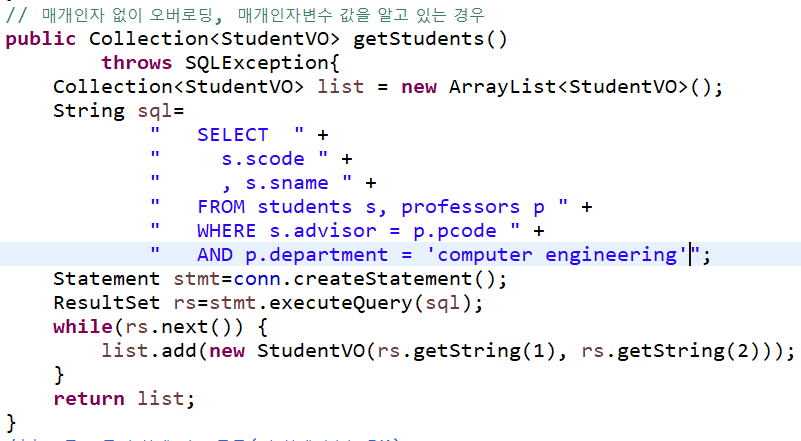 // 매개인자 없이 오버로딩, 매개인자변수 값을 알고 있는 경우
public Collection<StudentVO> getStudents()
        throws SQLException{
    Collection<StudentVO> list = new ArrayList<StudentVO>();
    String sql=
            "   SELECT  " +
            "     s.scode " +
            "     , s.sname " +
            "   FROM students s, professors p " +
            "   WHERE s.advisor = p.pcode " +
            "   AND p.department = 'computer engineering'";
    Statement stmt=conn.createStatement();
    ResultSet rs=stmt.executeQuery(sql);
    while(rs.next()) {
        list.add(new StudentVO(rs.getString(1), rs.getString(2)));
    }
    return list;
}